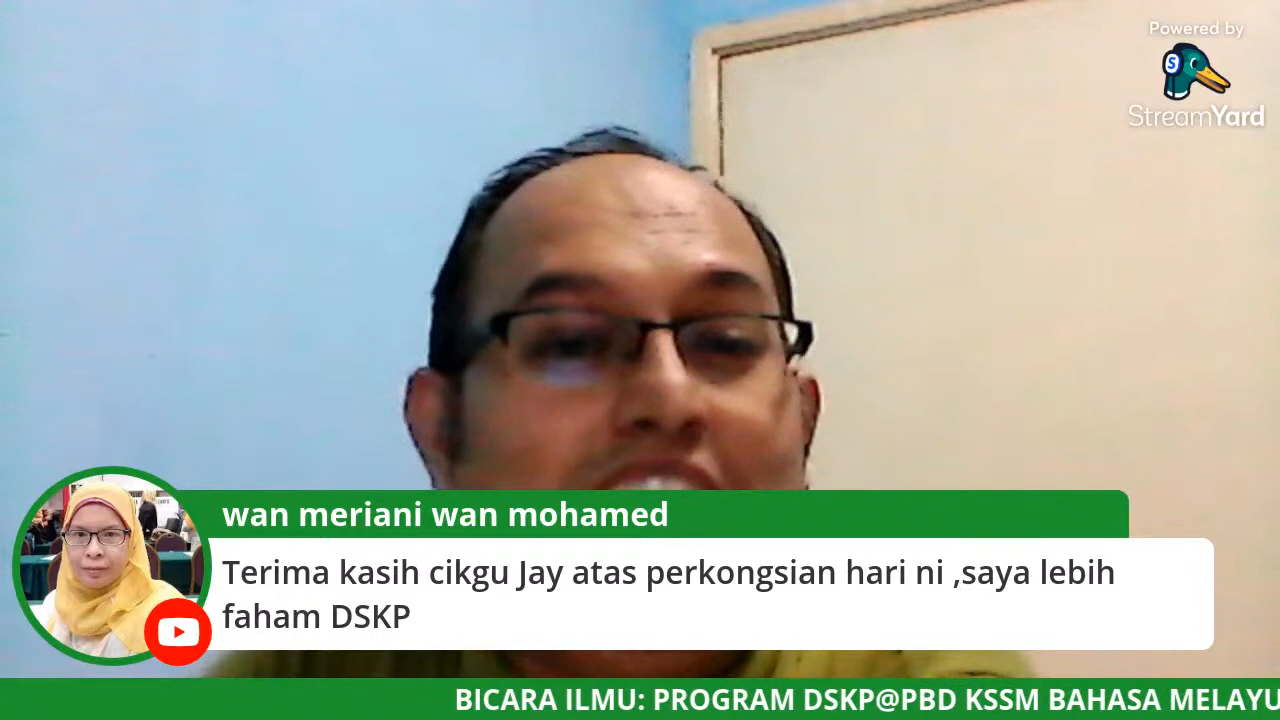 Powered by
StreamYard
wan meriani wan mohamed
Terima kasih cikgu Jay atas perkongsian hari ni ,saya lebih
faham DSKP
BICARA ILMU: PROGRAM DSKP@PBD KSSM BAHASA MELAYU